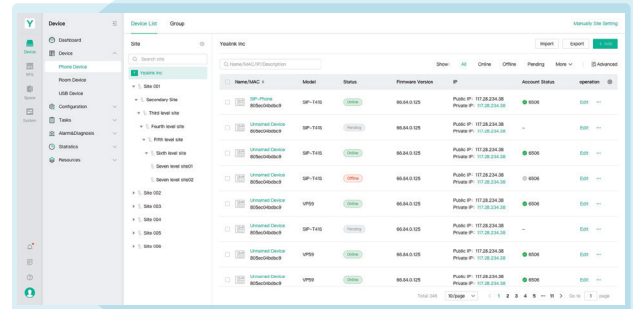 Y
Device
Device List
Group
Manually Site Setting
Dashboard
Device
Phone Device
Room Device
USB Device
Configuration
Tasks
Alarm&Diagnosis
Statistics
Resources
Device
System
Site
Search site
Yealink Inc
Site 001
Secondary Site
Third level site
Fourth level site
Fifth level site
Sixth level site
Seven level site01
Seven level site02
Site 002
Site 003
Site 004
Site 005
Site 006
Yealink Inc
Import
Export
+ Add
Name/MAC/IP/Description
Show: All Online Offline Pending More
Advanced
Name/MAC Model Status Firmware Version IP Account Status operation
SIP-Phone SIP-T41S Online 66.84.0.125 Public IP: 117.28.234.38 6506 Edit ···
805ec04bdbc9 Private IP: 117.28.234.38
Unnamed Device SIP-T41S Pending 66.84.0.125 Public IP: 117.28.234.38 - Edit ···
805ec04bdbc9 Private IP: 117.28.234.38
Unnamed Device SIP-T41S Online 66.84.0.125 Public IP: 117.28.234.38 6506 Edit ···
805ec04bdbc9 Private IP: 117.28.234.38
Unnamed Device SIP-T41S Offline 66.84.0.125 Public IP: 117.28.234.38 6506 Edit ···
805ec04bdbc9 Private IP: 117.28.234.38
Unnamed Device VP59 Online 66.84.0.125 Public IP: 117.28.234.38 6506 Edit ···
805ec04bdbc9 Private IP: 117.28.234.38
Unnamed Device SIP-T41S Pending 66.84.0.125 Public IP: 117.28.234.38 - Edit ···
805ec04bdbc9 Private IP: 117.28.234.38
Unnamed Device VP59 Online 66.84.0.125 Public IP: 117.28.234.38 6506 Edit ···
805ec04bdbc9 Private IP: 117.28.234.38
Unnamed Device VP59 Online 66.84.0.125 Public IP: 117.28.234.38 6506 Edit ···
805ec04bdbc9 Private IP: 117.28.234.38
10/page < 1 2 3 4 5 ··· 11 > Go to 1 page